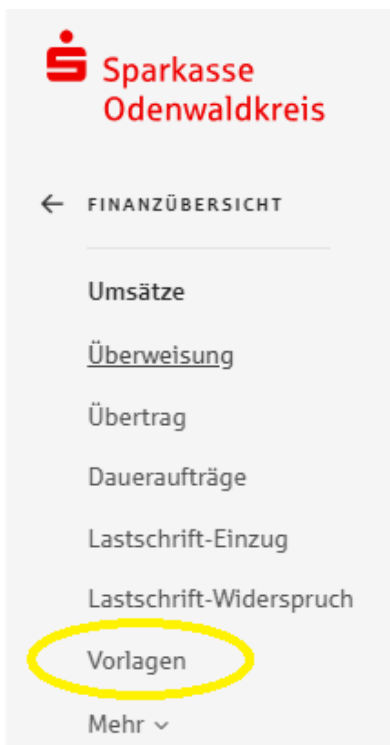 Sparkasse
Odenwaldkreis
← FINANZÜBERSICHT
Umsätze
Überweisung
Übertrag
Daueraufträge
Lastschrift-Einzug
Lastschrift-Widerspruch
Vorlagen
Mehr